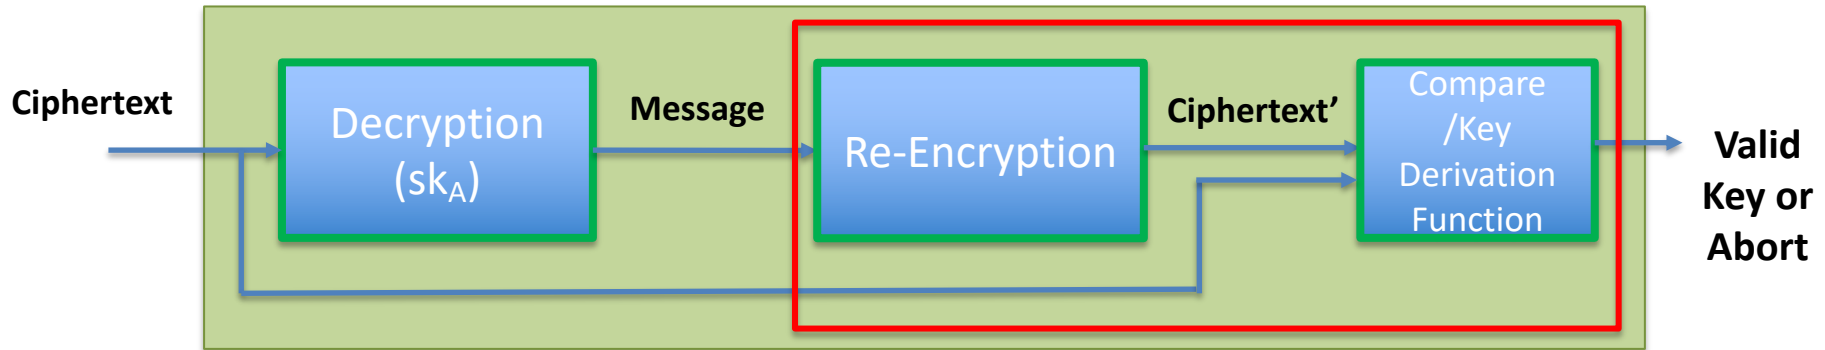 Ciphertext
Decryption
(skA)
Message
Re-Encryption
Ciphertext’
Compare
/Key
Derivation
Function
Valid
Key or
Abort